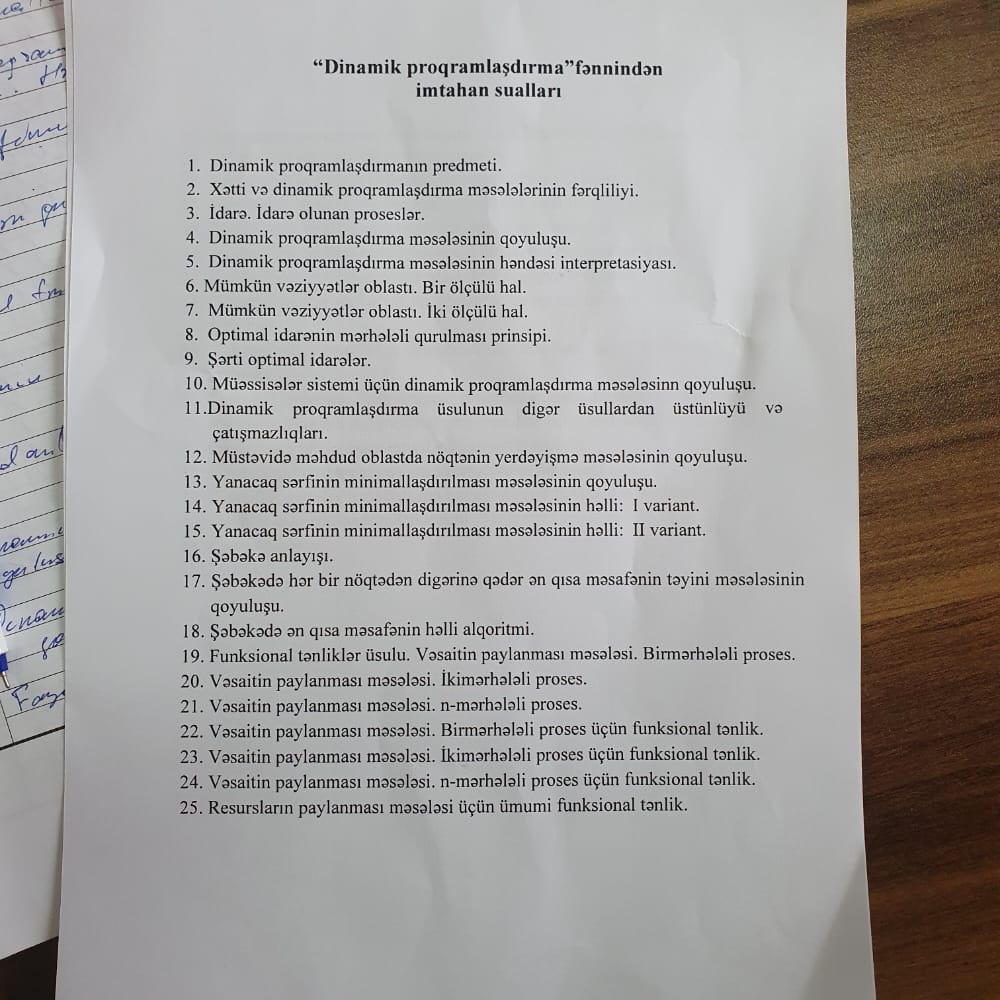 “Dinamik proqramlaşdırma”fənnindən
imtahan sualları
1. Dinamik proqramlaşdırmanın predmeti.
2. Xətti və dinamik proqramlaşdırma məsələlərinin fərqliliyi.
3. İdarə. İdarə olunan proseslər.
4. Dinamik proqramlaşdırma məsələsinin qoyuluşu.
5. Dinamik proqramlaşdırma məsələsinin həndəsi interpretasiyası.
6. Mümkün vəziyyətlər oblastı. Bir ölçülü hal.
7. Mümkün vəziyyətlər oblastı. İki ölçülü hal.
8. Optimal idarənin mərhələli qurulması prinsipi.
9. Şərti optimal idarələr.
10. Müəssisələr sistemi üçün dinamik proqramlaşdırma məsələsinn qoyuluşu.
11.Dinamik proqramlaşdırma üsulunun digər üsullardan üstünlüyü və
çatışmazlıqları.
12. Müstəvidə məhdud oblastda nöqtənin yerdəyişmə məsələsinin qoyuluşu.
13. Yanacaq sərfinin minimallaşdırılması məsələsinin qoyuluşu.
14. Yanacaq sərfinin minimallaşdırılması məsələsinin həlli: I variant.
15. Yanacaq sərfinin minimallaşdırılması məsələsinin həlli: II variant.
16. Şəbəkə anlayışı.
17. Şəbəkədə hər bir nöqtədən digərinə qədər ən qısa məsafənin təyini məsələsinin
qoyuluşu.
18. Şəbəkədə ən qısa məsafənin həlli alqoritmi.
19. Funksional tənliklər üsulu. Vəsaitin paylanması məsələsi. Birmərhələli proses.
20. Vəsaitin paylanması məsələsi. İkimərhələli proses.
21. Vəsaitin paylanması məsələsi. n-mərhələli proses.
22. Vəsaitin paylanması məsələsi. Birmərhələli proses üçün funksional tənlik.
23. Vəsaitin paylanması məsələsi. İkimərhələli proses üçün funksional tənlik.
24. Vəsaitin paylanması məsələsi. n-mərhələli proses üçün funksional tənlik.
25. Resursların paylanması məsələsi üçün ümumi funksional tənlik.